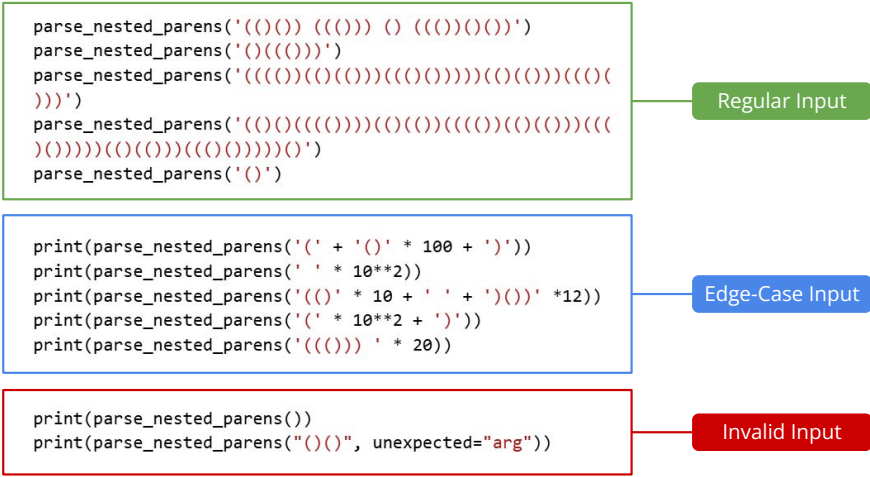 parse_nested_parens('(()()) ((())) () ((())()())')
parse_nested_parens('()((()))')
parse_nested_parens('(((())(()(()))((()()))))(()(()))((()(
)))')
parse_nested_parens('(()()(((())))(()(())((())(()(()))(((
)()))))(()(()))((()()))))()')
parse_nested_parens('()')
Regular Input
print(parse_nested_parens('(' + '()' * 100 + ')'))
print(parse_nested_parens(' ' * 10**2))
print(parse_nested_parens('(()' * 10 + ' ' + ')())' *12))
print(parse_nested_parens('(' * 10**2 + ')'))
print(parse_nested_parens('((())) ' * 20))
Edge-Case Input
print(parse_nested_parens())
print(parse_nested_parens("()()", unexpected="arg"))
Invalid Input